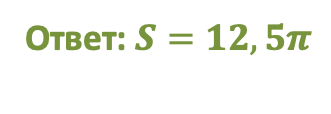 Ответ: S = 12, 5π